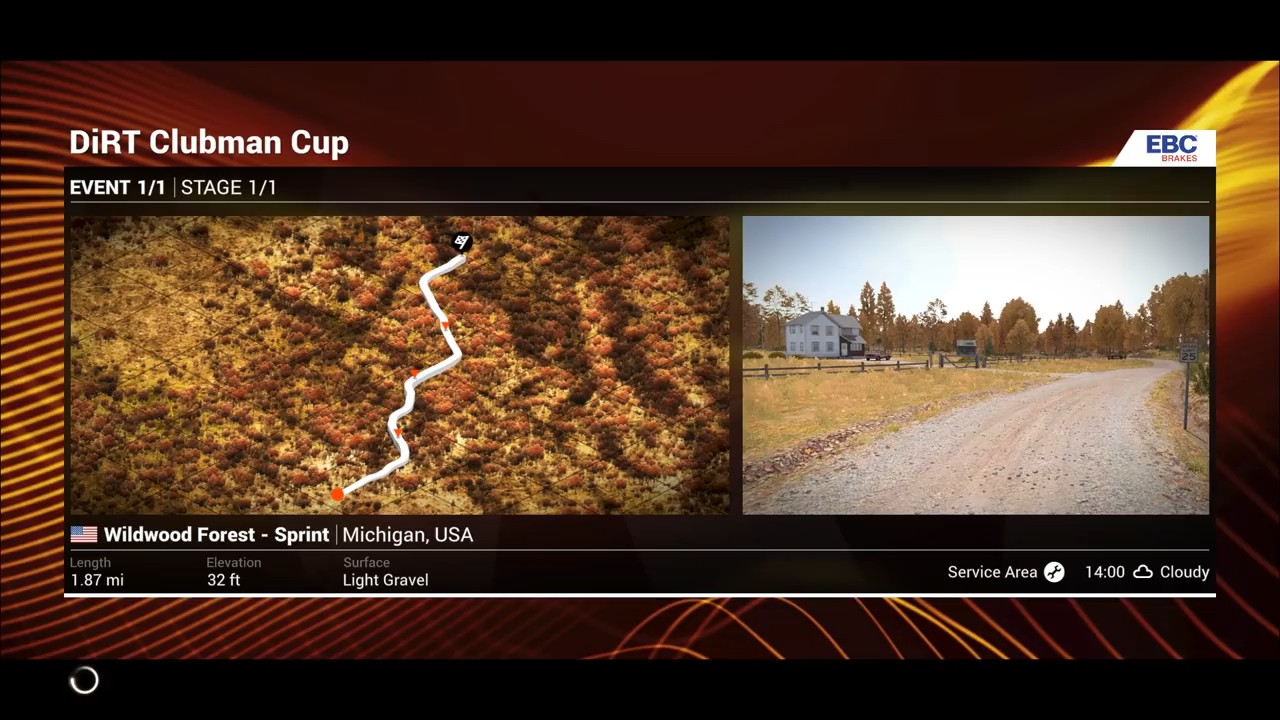 DiRT Clubman Cup
EBC
BRAKES
EVENT 1/1 | STAGE 1/1
25
Wildwood Forest - Sprint | Michigan, USA
Length
1.87 mi
Elevation
32 ft
Surface
Light Gravel
Service Area
14:00
Cloudy